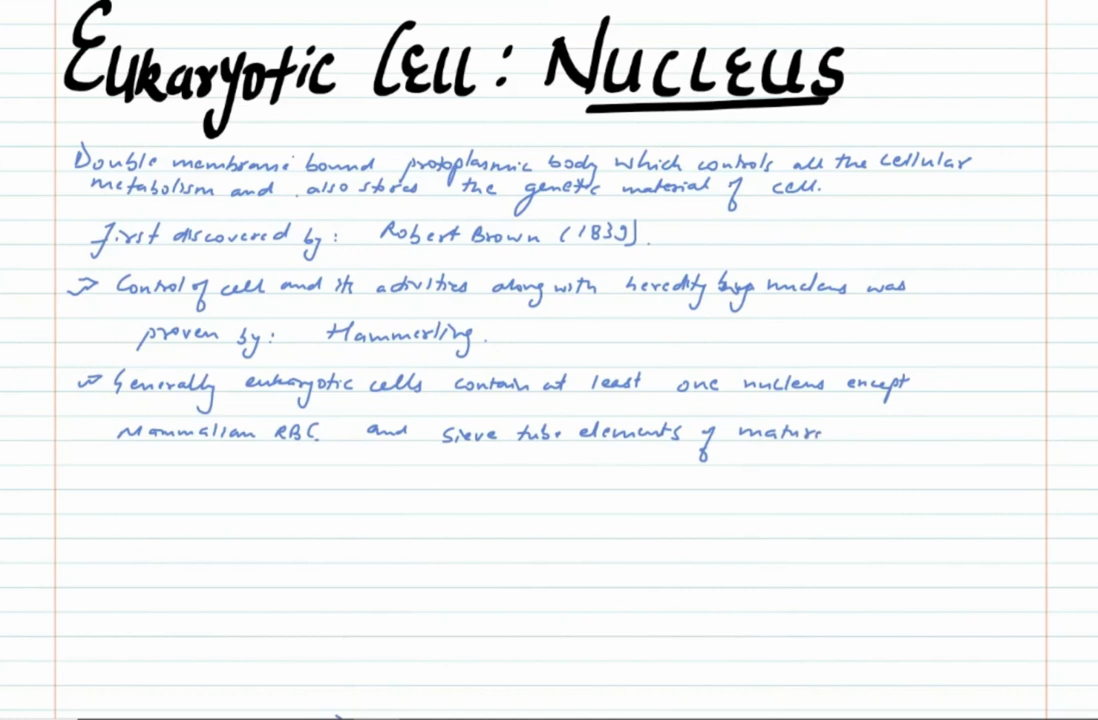 Eukaryotic Cell: Nucleus
Double membrane bound protoplasmic body which controls all the cellular
metabolism and also stores the genetic material of cell.
First discovered by: Robert Brown (1839).
→ Control of cell and its activities along with heredity by nucleus was
proven by: Hammerling.
→ Generally eukaryotic cells contain at least one nucleus except
Mammalian RBC and sieve tube elements of mature